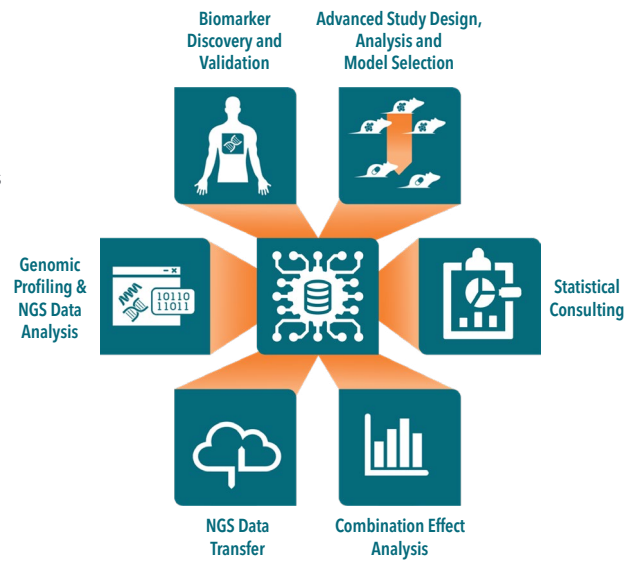 Biomarker
Discovery and
Validation
Advanced Study Design,
Analysis and
Model Selection
s
Genomic
Profiling &
NGS Data
Analysis
10110
11011
Statistical
Consulting
NGS Data
Transfer
Combination Effect
Analysis